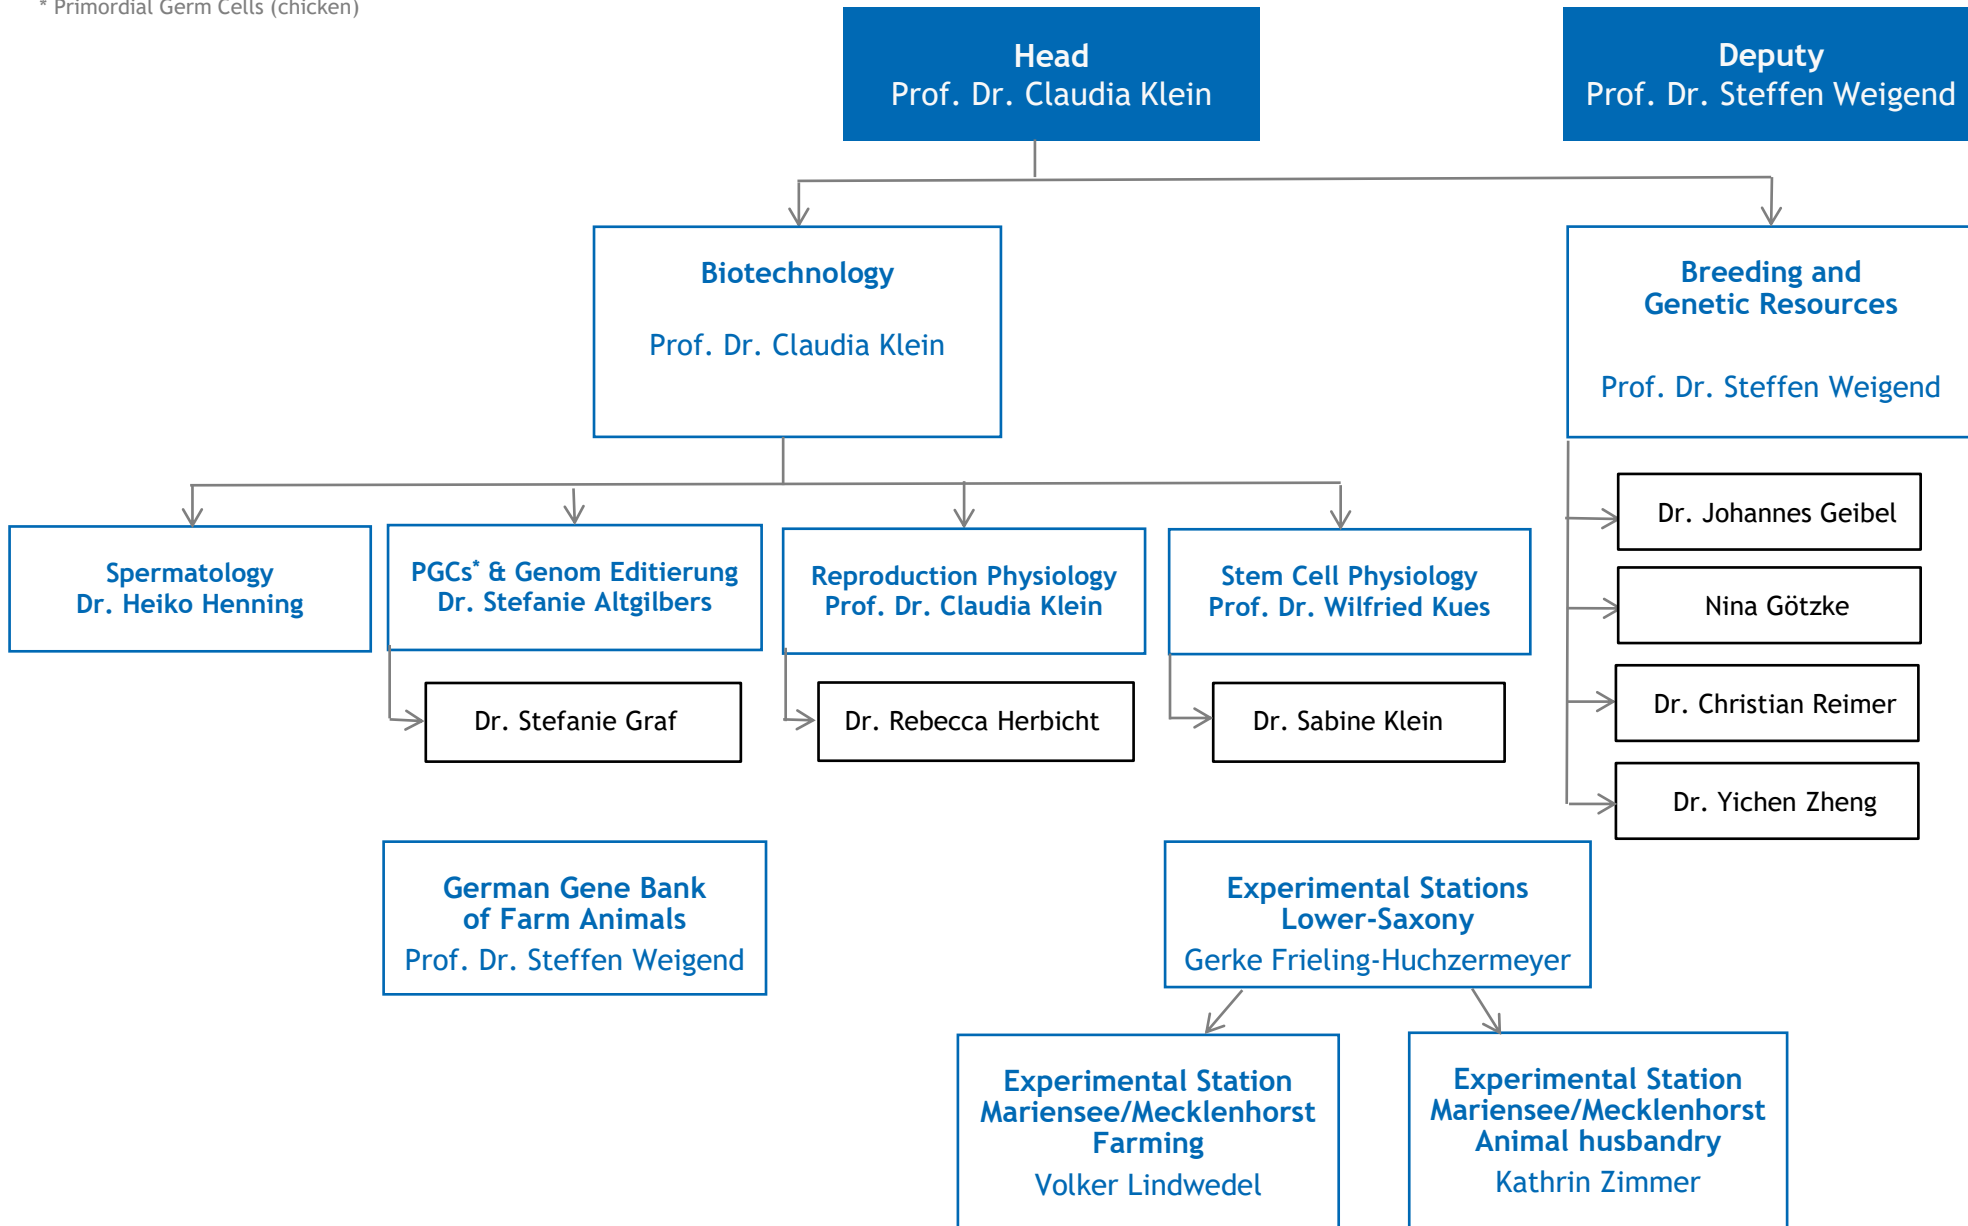 * Primordial Germ Cells (chicken)
Head
Prof. Dr. Claudia Klein
Deputy
Prof. Dr. Steffen Weigend
Biotechnology
Prof. Dr. Claudia Klein
Breeding and
Genetic Resources
Prof. Dr. Steffen Weigend
Spermatology
Dr. Heiko Henning
PGCs* & Genom Editierung
Dr. Stefanie Altgilbers
Reproduction Physiology
Prof. Dr. Claudia Klein
Stem Cell Physiology
Prof. Dr. Wilfried Kues
Dr. Johannes Geibel
Nina Götzke
Dr. Christian Reimer
Dr. Yichen Zheng
Dr. Stefanie Graf
Dr. Rebecca Herbicht
Dr. Sabine Klein
German Gene Bank
of Farm Animals
Prof. Dr. Steffen Weigend
Experimental Stations
Lower-Saxony
Gerke Frieling-Huchzermeyer
Experimental Station
Mariensee/Mecklenhorst
Farming
Volker Lindwedel
Experimental Station
Mariensee/Mecklenhorst
Animal husbandry
Kathrin Zimmer